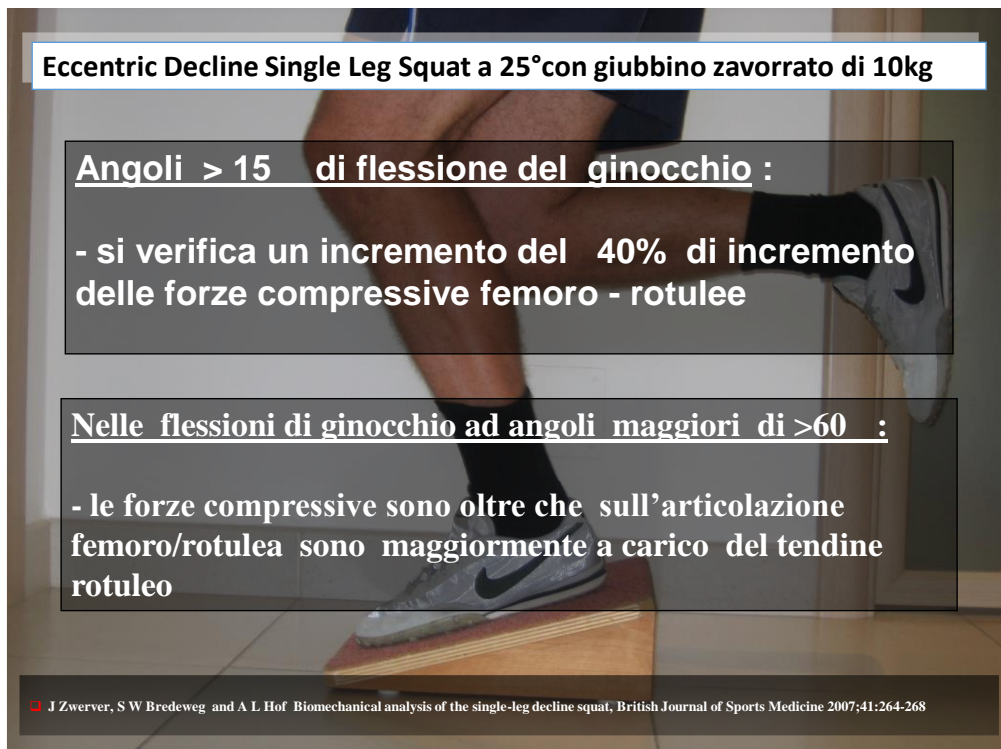 Eccentric Decline Single Leg Squat a 25°con giubbino zavorrato di 10kg
Angoli > 15 di flessione del ginocchio :
- si verifica un incremento del 40% di incremento
delle forze compressive femoro - rotulee
Nelle flessioni di ginocchio ad angoli maggiori di >60 :
- le forze compressive sono oltre che sull’articolazione
femoro/rotulea sono maggiormente a carico del tendine
rotuleo
J Zwerver, S W Bredeweg and A L Hof Biomechanical analysis of the single-leg decline squat, British Journal of Sports Medicine 2007;41:264-268